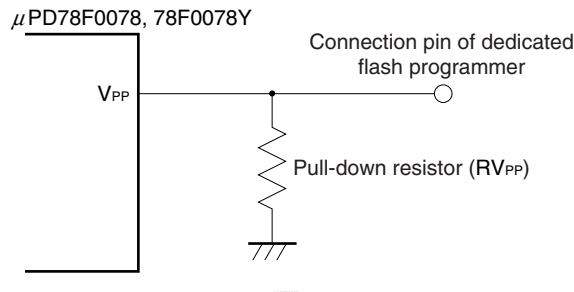 μPD78F0078, 78F0078Y
Connection pin of dedicated
flash programmer
VPP
Pull-down resistor (RVPP)